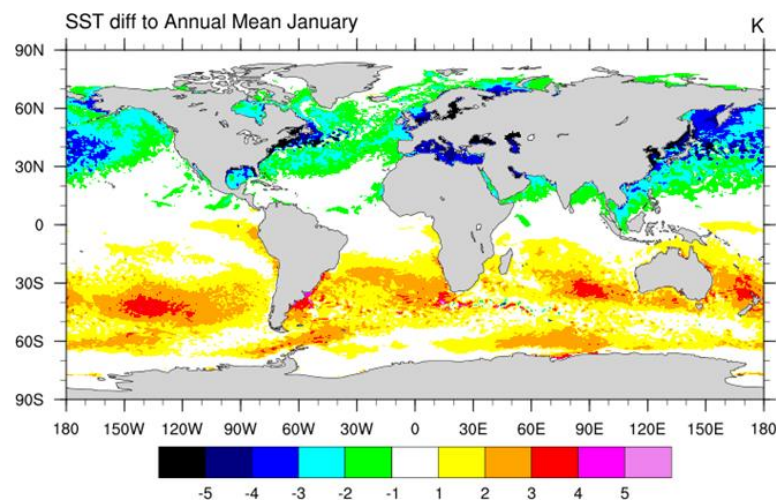 SST diff to Annual Mean January K
90N
60N
30N
0
30S
60S
90S
180 150W 120W 90W 60W 30W 0 30E 60E 90E 120E 150E 180
-5 -4 -3 -2 -1 1 2 3 4 5